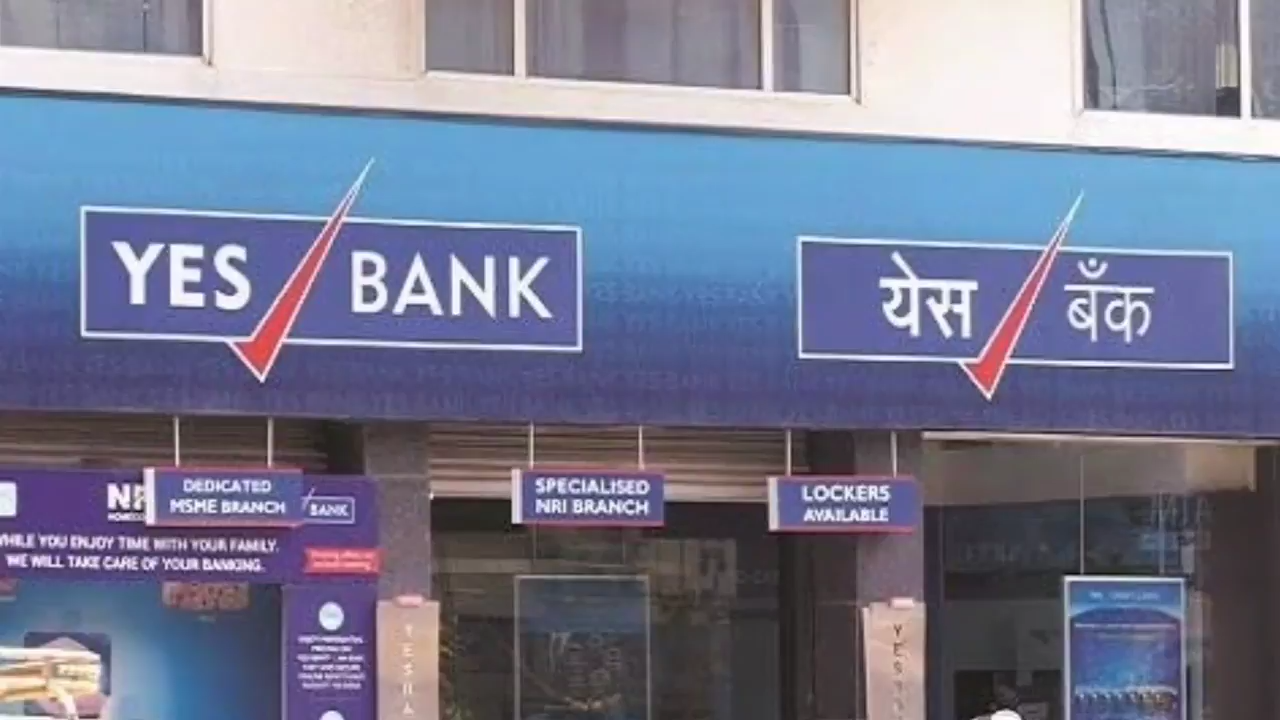 YES BANK
येस बँक
DEDICATED
MSME BRANCH
SPECIALISED
NRI BRANCH
LOCKERS
AVAILABLE
BANK
WHILE YOU ENJOY TIME WITH YOUR FAMILY.
WE WILL TAKE CARE OF YOUR BANKING.